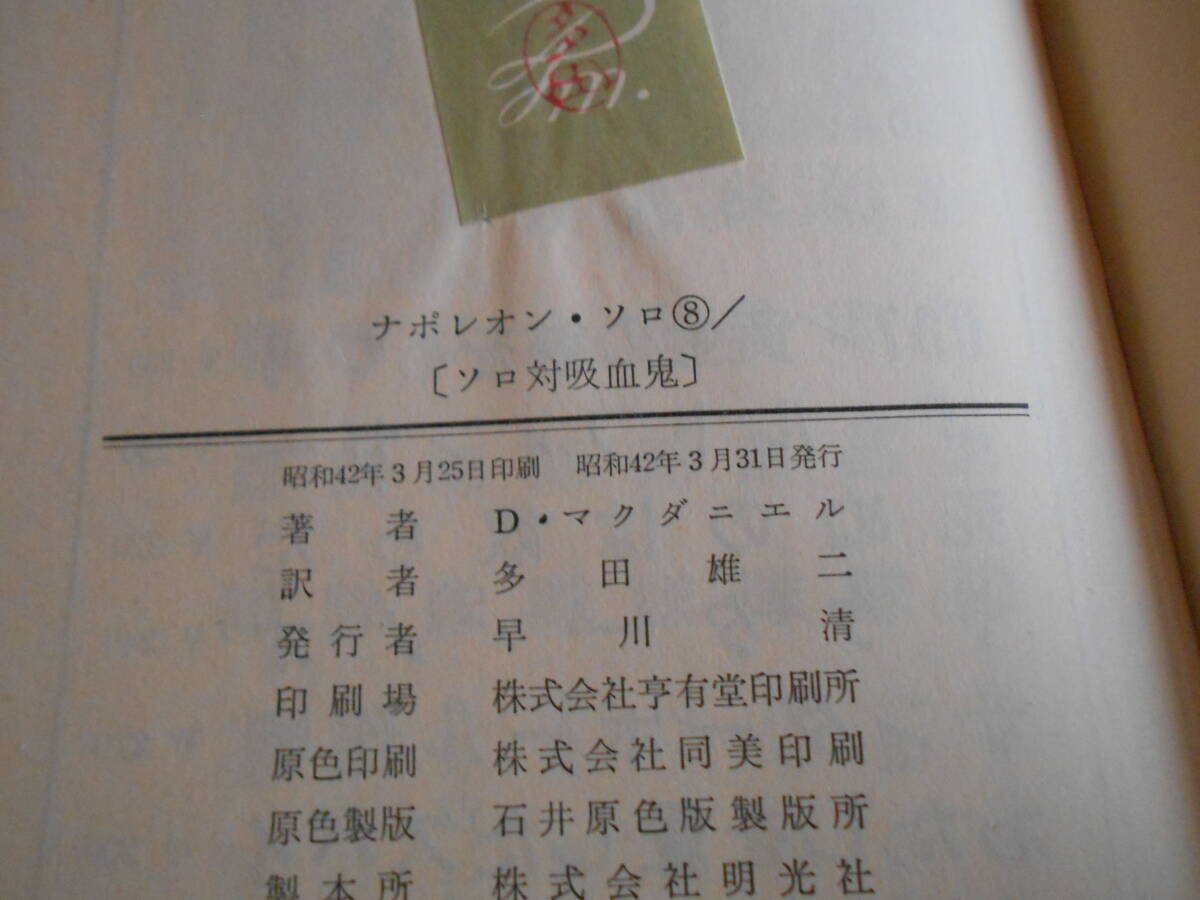 ナポレオン・ソロ⑧/
〔ソロ対吸血鬼〕
昭和42年3月25日印刷 昭和42年3月31日発行
著者 D・マクダニエル
訳者 多田雄二
発行者 早川清
印刷場 株式会社亨有堂印刷所
原色印刷 株式会社同美印刷
原色製版 石井原色版製版所
製本所 株式会社明光社